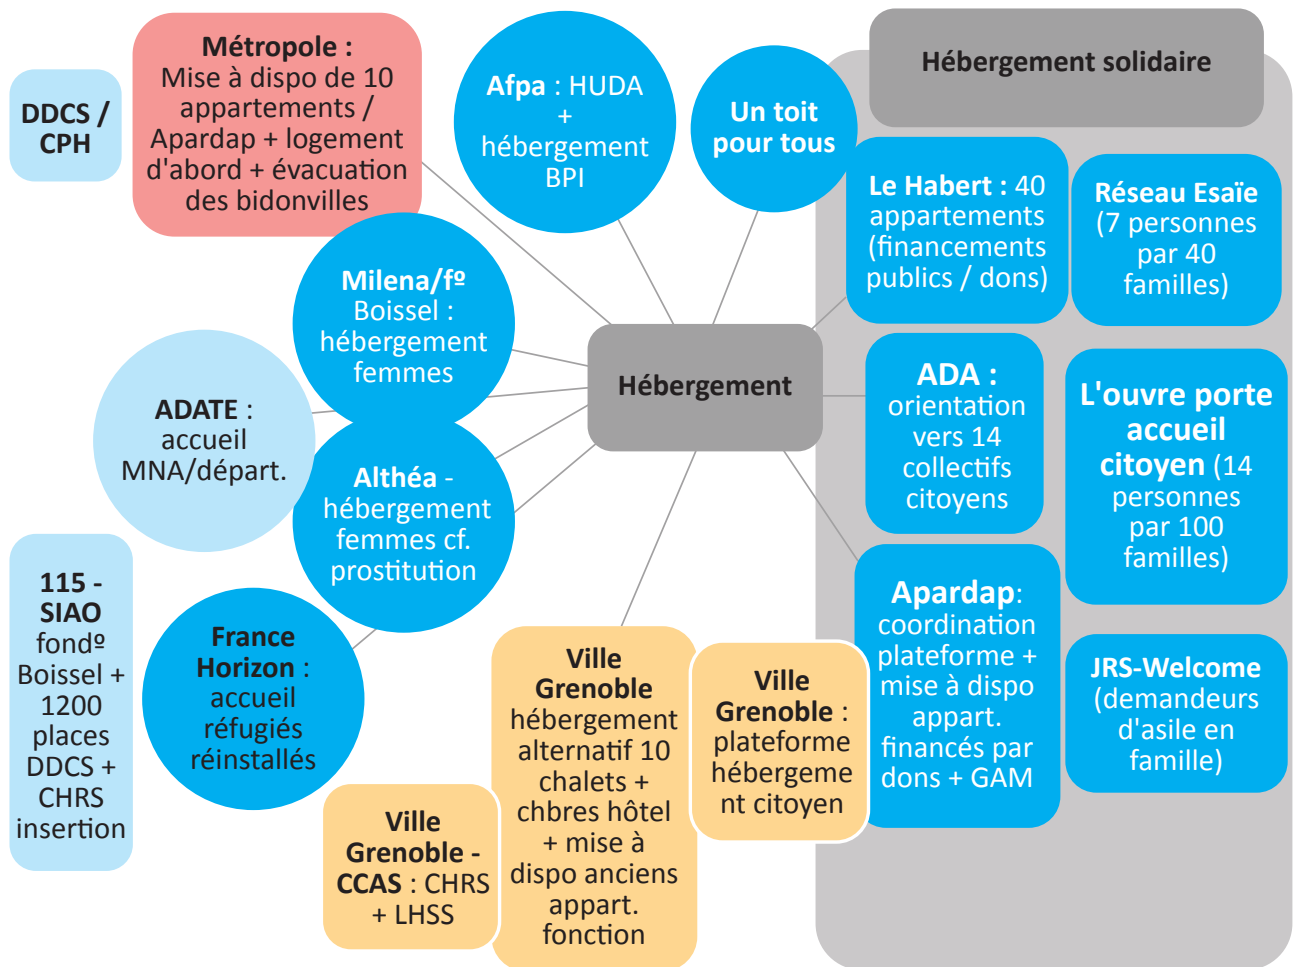 DDCS /
CPH
Métropole :
Mise à dispo de 10
appartements /
Apardap + logement
d'abord + évacuation
des bidonvilles
Afpa : HUDA
+
hébergement
BPI
Un toit
pour tous
Hébergement solidaire
Le Habert : 40
appartements
(financements
publics / dons)
Réseau Esaïe
(7 personnes
par 40
familles)
Milena/fº
Boissel :
hébergement
femmes
Hébergement
ADATE :
accueil
MNA/départ.
Althéa -
hébergement
femmes cf.
prostitution
ADA :
orientation
vers 14
collectifs
citoyens
L'ouvre porte
accueil
citoyen (14
personnes
par 100
familles)
115 -
SIAO
fondº
Boissel +
1200
places
DDCS +
CHRS
insertion
France
Horizon :
accueil
réfugiés
réinstallés
Ville
Grenoble -
CCAS : CHRS
+ LHSS
Ville
Grenoble
hébergement
alternatif 10
chalets +
chbres hôtel
+ mise à
dispo anciens
appart.
fonction
Ville
Grenoble :
plateforme
hébergeme
nt citoyen
Apardap:
coordination
plateforme +
mise à dispo
appart.
financés par
dons + GAM
JRS-Welcome
(demandeurs
d'asile en
famille)